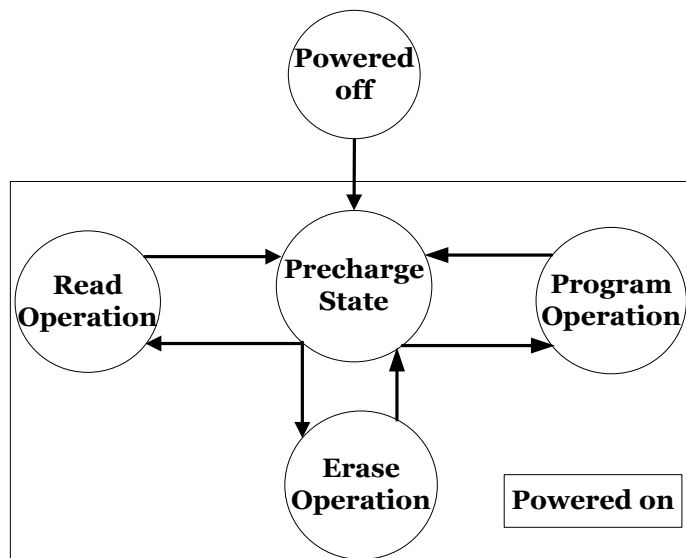 Powered
off
Precharge
State
Read
Operation
Program
Operation
Erase
Operation
Powered on